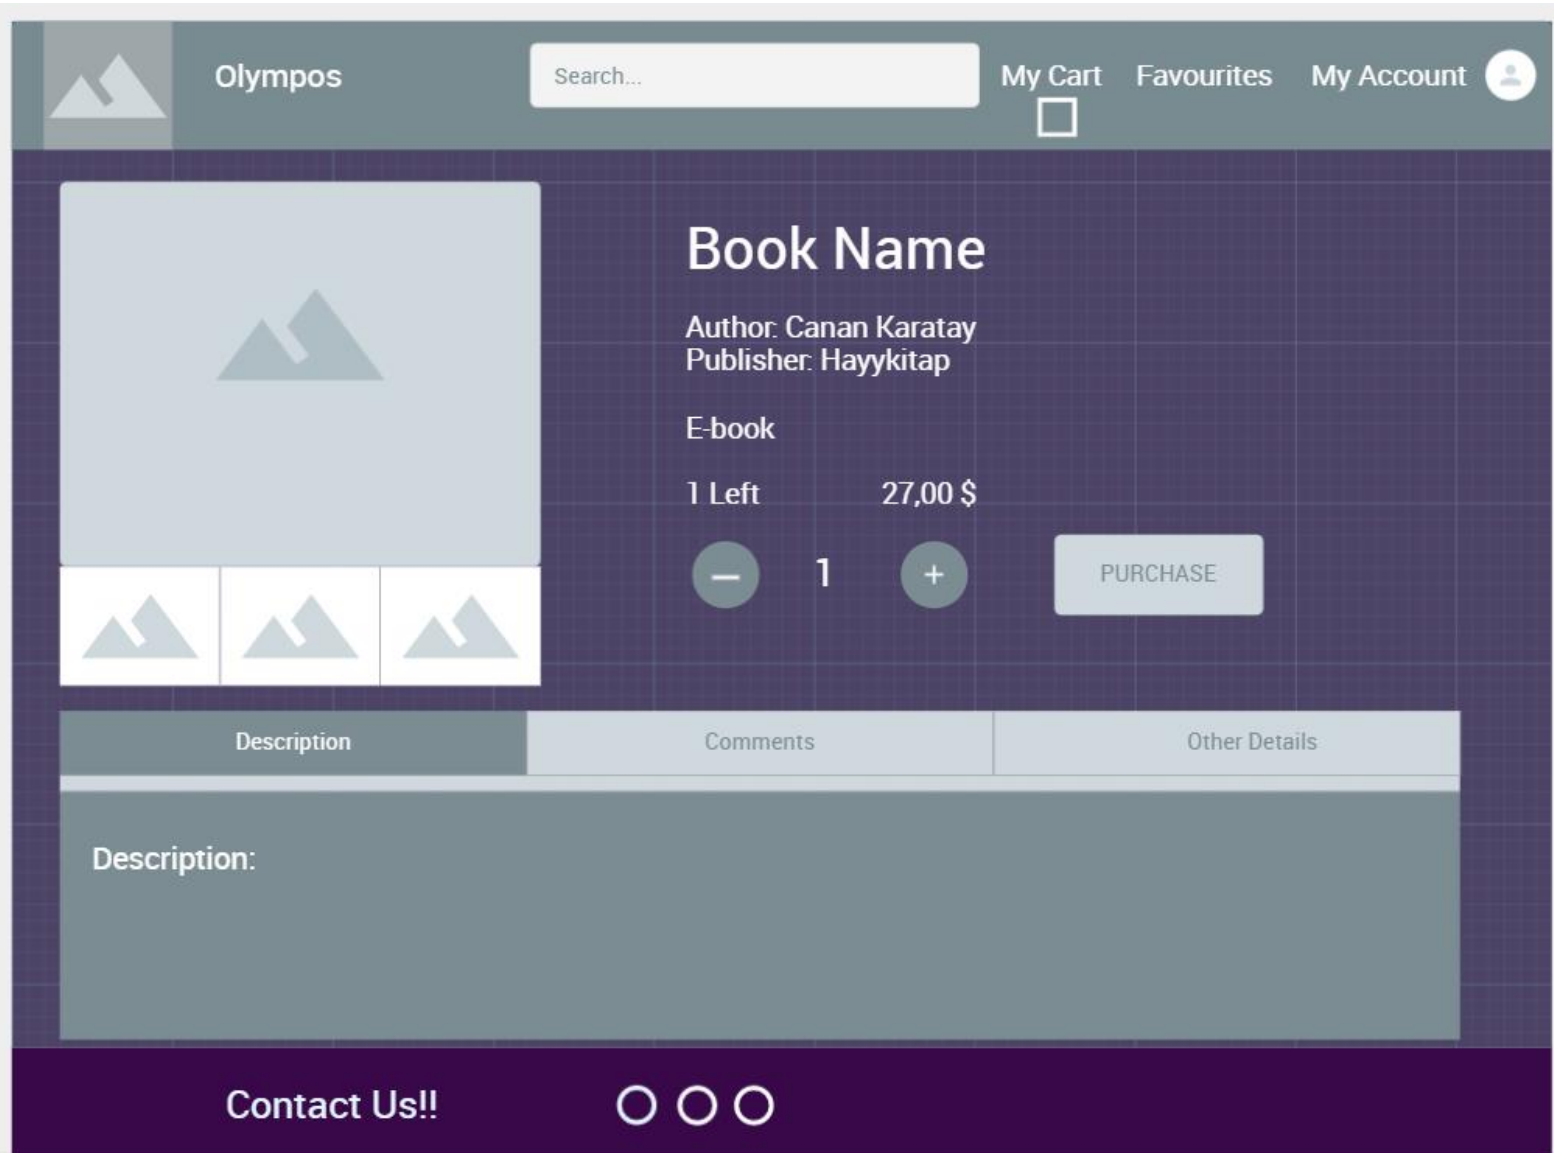 Olympos
Search...
My Cart
Favourites
My Account
Book Name
Author: Canan Karatay
Publisher: Hayykitap
E-book
1 Left
27,00 $
–
1
+
PURCHASE
Description
Comments
Other Details
Description:
Contact Us!!